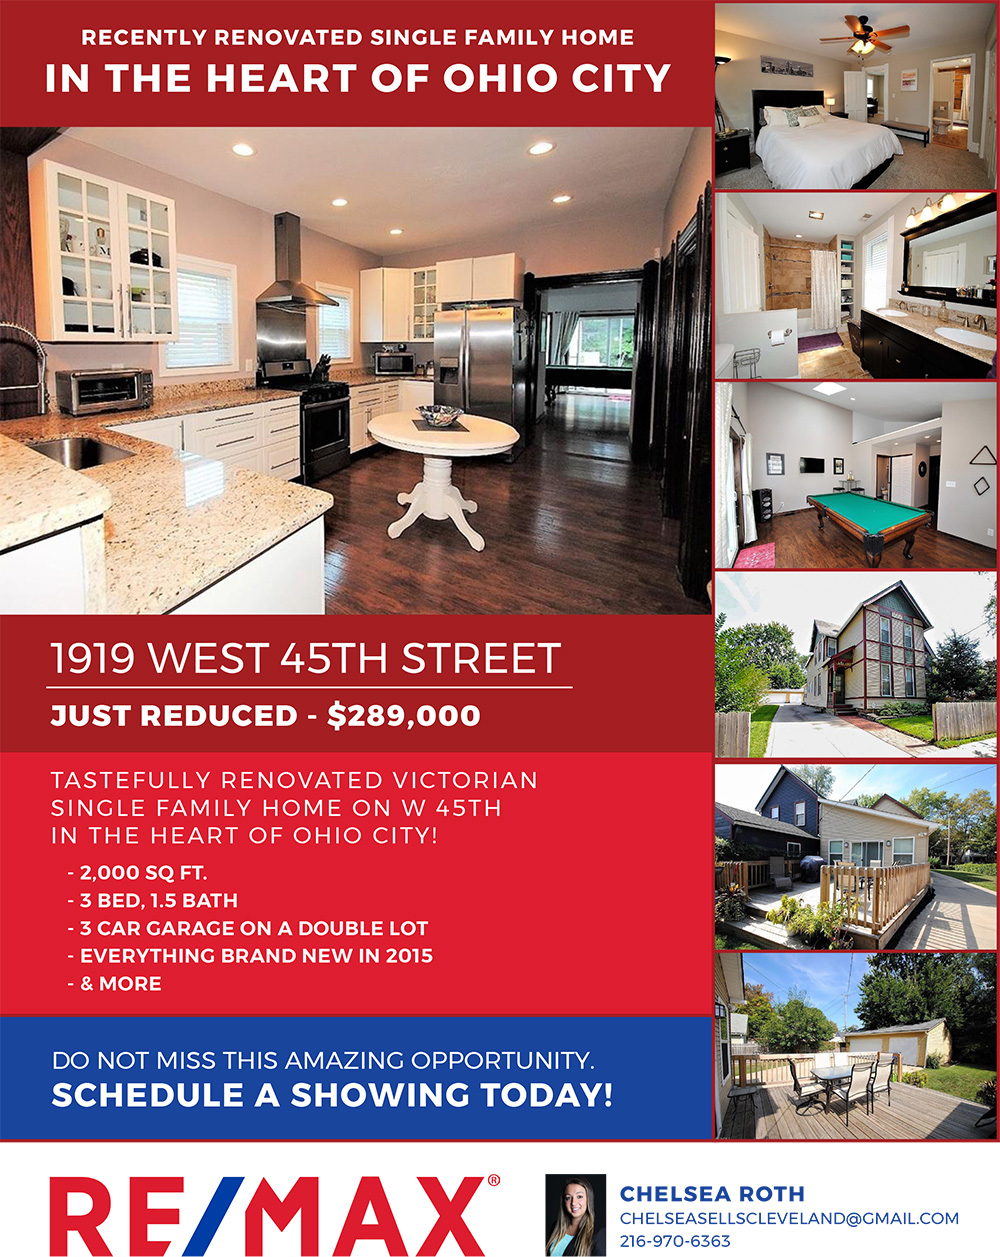 RECENTLY RENOVATED SINGLE FAMILY HOME
IN THE HEART OF OHIO CITY
1919 WEST 45TH STREET
JUST REDUCED - $289,000
TASTEFULLY RENOVATED VICTORIAN
SINGLE FAMILY HOME ON W 45TH
IN THE HEART OF OHIO CITY!
- 2,000 SQ FT.
- 3 BED, 1.5 BATH
- 3 CAR GARAGE ON A DOUBLE LOT
- EVERYTHING BRAND NEW IN 2015
- & MORE
DO NOT MISS THIS AMAZING OPPORTUNITY.
SCHEDULE A SHOWING TODAY!
RE/MAX®
CHELSEA ROTH
CHELSEASELLSCLEVELAND@GMAIL.COM
216-970-6363